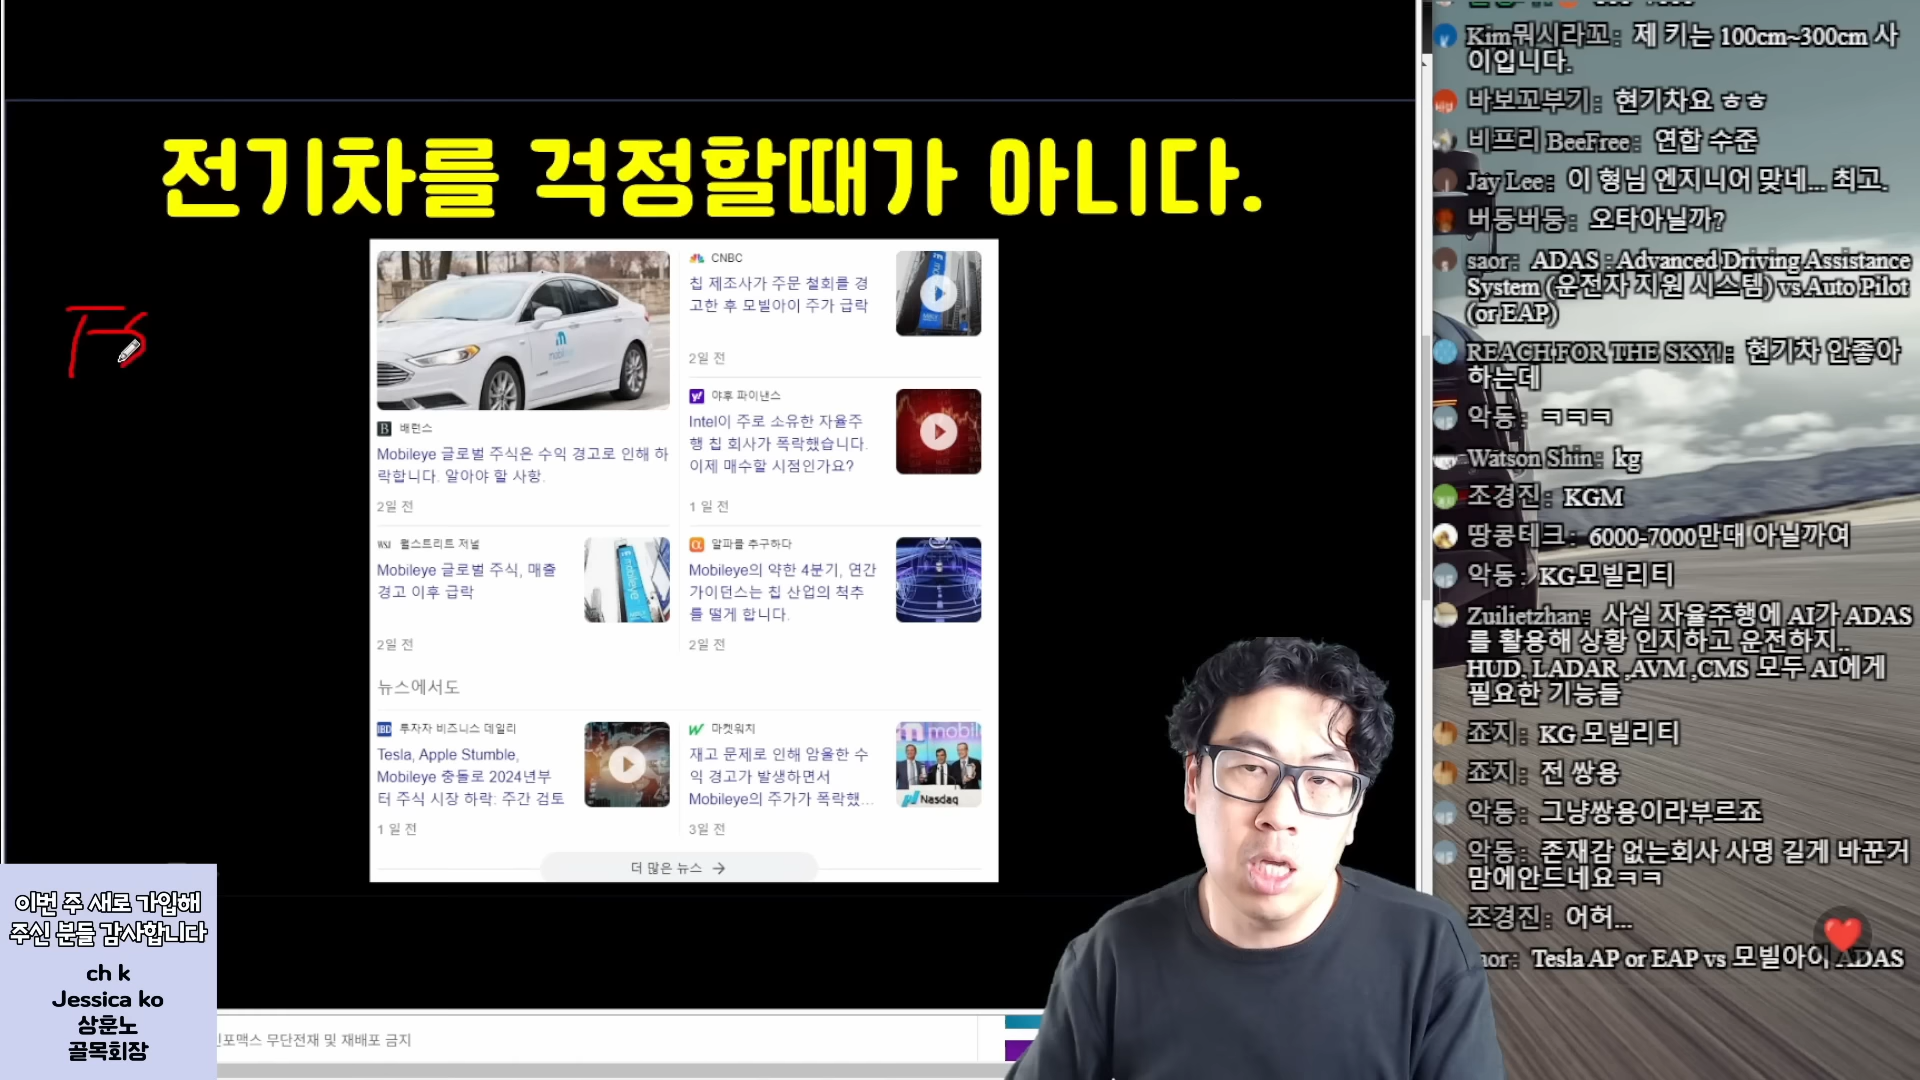 전기차를 걱정할때가 아니다.
배런스
Mobileye 글로벌 주식은 수익 경고로 인해 하
락합니다. 알아야 할 사항.
2일 전
CNBC
칩 제조사가 주문 철회를 경
고한 후 모빌아이 주가 급락
2일 전
야후 파이낸스
Intel이 주로 소유한 자율주
행 칩 회사가 폭락했습니다.
이제 매수할 시점인가요?
1 일 전
WSJ 월스트리트 저널
Mobileye 글로벌 주식, 매출
경고 이후 급락
2일 전
mobileye
알파를 추구하다
Mobileye의 약한 4분기, 연간
가이던스는 칩 산업의 척추
를 떨게 합니다.
2일 전
뉴스에서도
IBD 투자자 비즈니스 데일리
Tesla, Apple Stumble,
Mobileye 충돌로 2024년부
터 주식 시장 하락: 주간 검토
1 일 전
마켓워치
재고 문제로 인해 암울한 수
익 경고가 발생하면서
Mobileye의 주가가 폭락했...
3일 전
mobil
Nasdaq
더 많은 뉴스 →
이번 주 새로 가입해
주신 분들 감사합니다
ch k
Jessica ko
상훈노
골목회장
포맥스 무단전재 및 재배포 금지
Kim뭐시라꼬: 제 키는 100cm~300cm 사
이입니다.
바보꼬부기: 현기차요 ㅎㅎ
비프리 BeeFree: 연합 수준
Jay Lee: 이 형님 엔지니어 맞네... 최고.
버둥버둥: 오타아닐까?
saor: ADAS : Advanced Driving Assistance
System (운전자 지원 시스템) vs Auto Pilot
(or EAP)
REACH FOR THE SKY!: 현기차 안좋아
하는데
악동: ㅋㅋㅋ
Watson Shin: kg
조경진: KGM
땅콩테크: 6000-7000만대 아닐까여
악동: KG모빌리티
Zuilietzhan: 사실 자율주행에 AI가 ADAS
를 활용해 상황 인지하고 운전하지..
HUD, LADAR ,AVM ,CMS 모두 AI에게
필요한 기능들
죠지: KG 모빌리티
죠지: 전 쌍용
악동: 그냥쌍용이라부르죠
악동: 존재감 없는회사 사명 길게 바꾼거
맘에안드네요ㅋㅋ
조경진: 어허...
aor: Tesla AP or EAP vs 모빌아이 ADAS